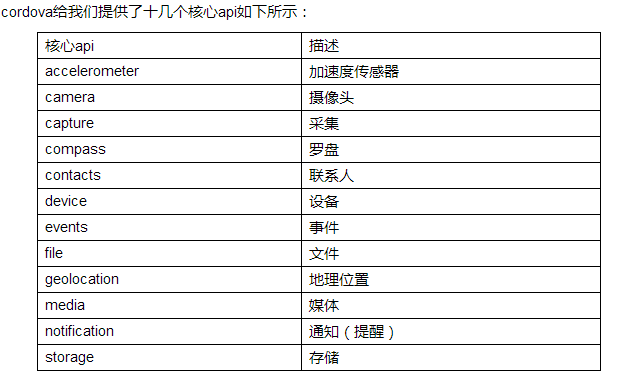 cordova给我们提供了十几个核心api如下所示：
核心api 描述
accelerometer 加速度传感器
camera 摄像头
capture 采集
compass 罗盘
contacts 联系人
device 设备
events 事件
file 文件
geolocation 地理位置
media 媒体
notification 通知（提醒）
storage 存储